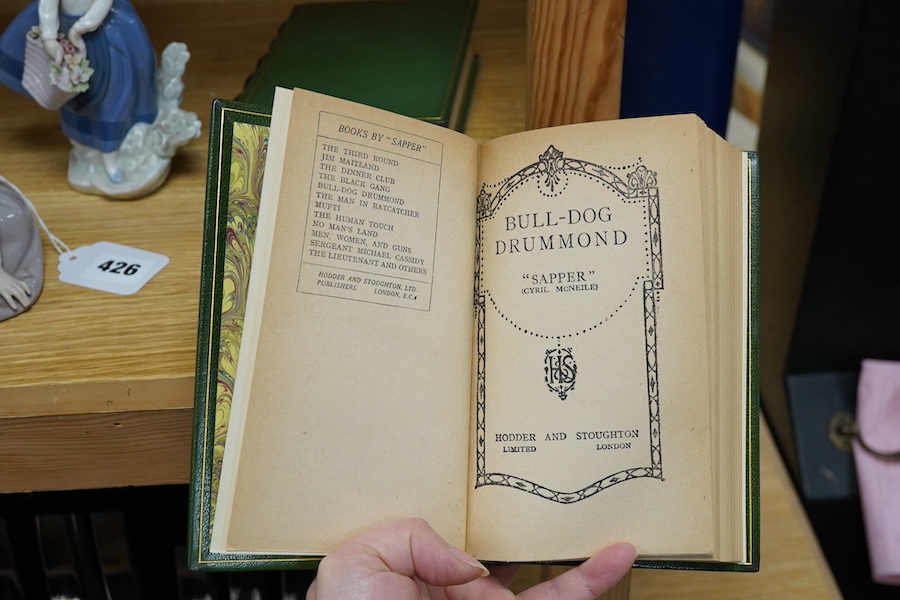 BOOKS BY "SAPPER"
THE THIRD ROUND
JIM MAITLAND
THE DINNER CLUB
THE BLACK GANG
BULL-DOG DRUMMOND
THE MAN IN RATCATCHER
MUFTI
THE HUMAN TOUCH
NO MAN'S LAND
MEN, WOMEN, AND GUNS
SERGEANT MICHAEL CASSIDY
THE LIEUTENANT AND OTHERS
HODDER AND STOUGHTON, LTD.
PUBLISHERS LONDON, E.C.4
BULL-DOG
DRUMMOND
"SAPPER"
(CYRIL MCNEILE)
HS
HODDER AND STOUGHTON
LIMITED LONDON
426